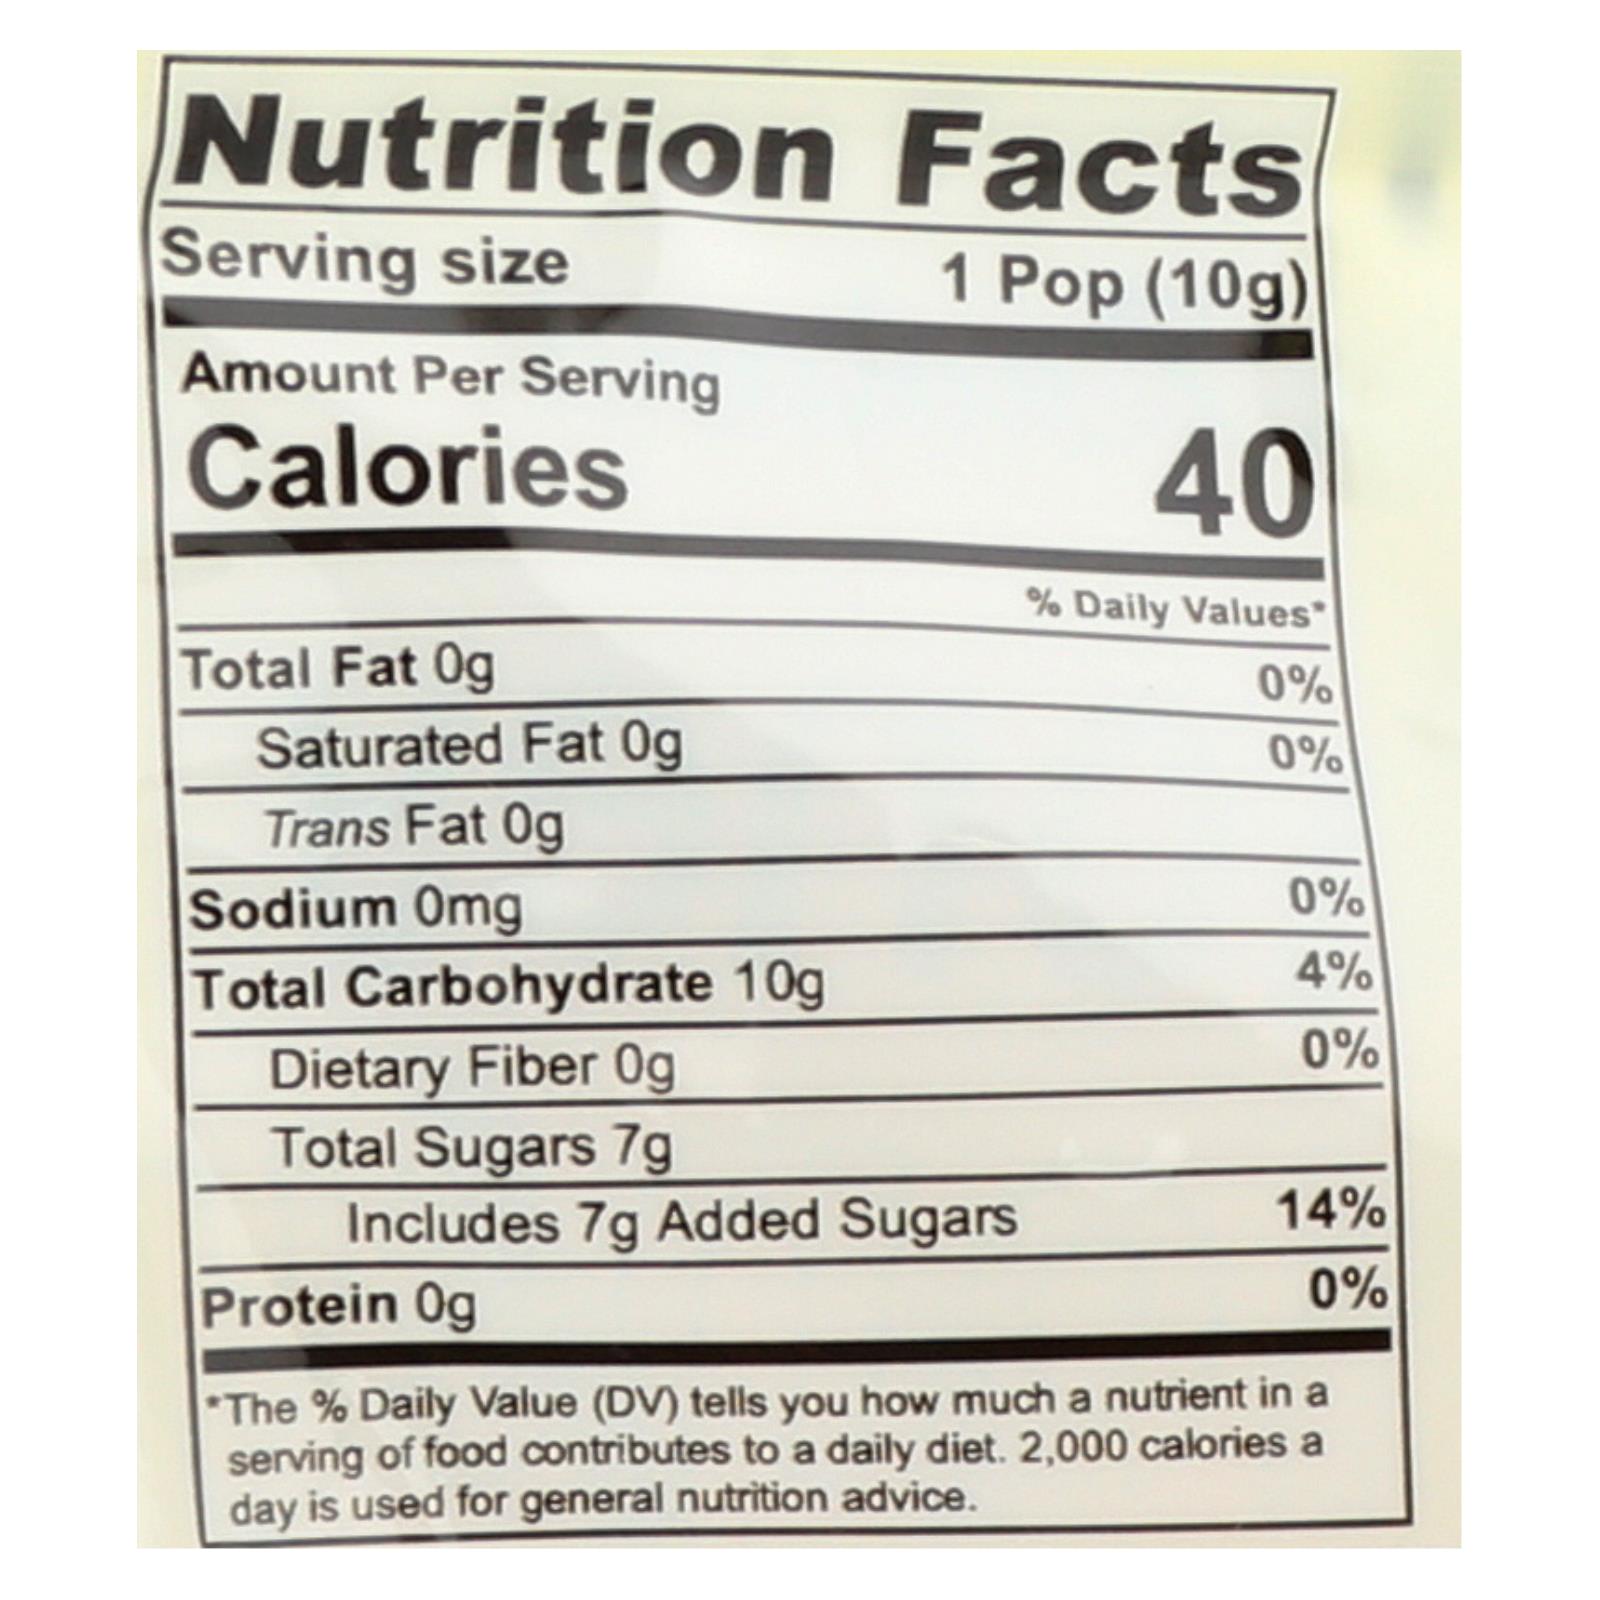 Nutrition Facts
Serving size 1 Pop (10g)
Amount Per Serving
Calories 40
% Daily Values*
Total Fat 0g 0%
Saturated Fat 0g 0%
Trans Fat 0g
Sodium 0mg 0%
Total Carbohydrate 10g 4%
Dietary Fiber 0g 0%
Total Sugars 7g
Includes 7g Added Sugars 14%
Protein 0g 0%
*The % Daily Value (DV) tells you how much a nutrient in a
serving of food contributes to a daily diet. 2,000 calories a
day is used for general nutrition advice.